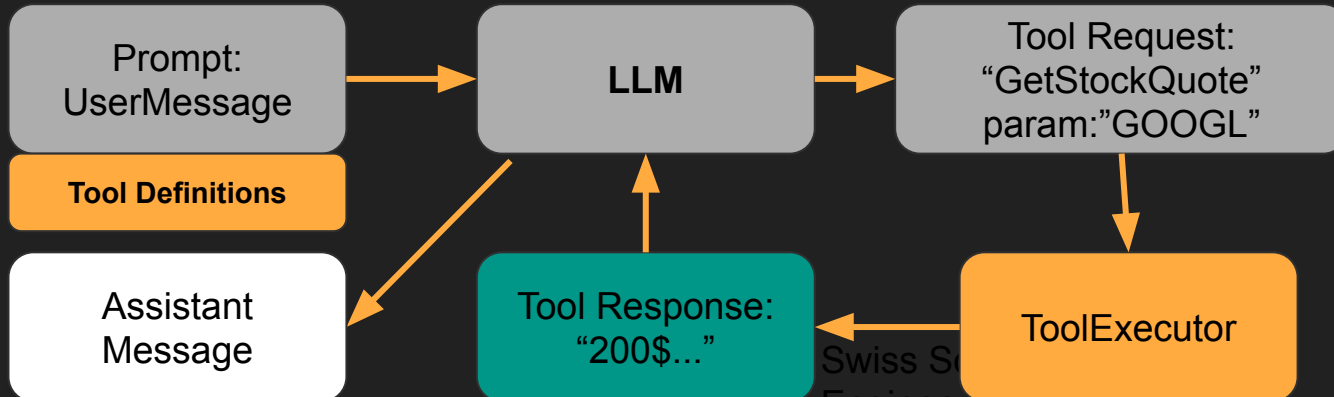 Prompt:
UserMessage
LLM
Tool Request:
“GetStockQuote”
param:”GOOGL”
Tool Definitions
Assistant
Message
Tool Response:
“200$...”
ToolExecutor
Swiss